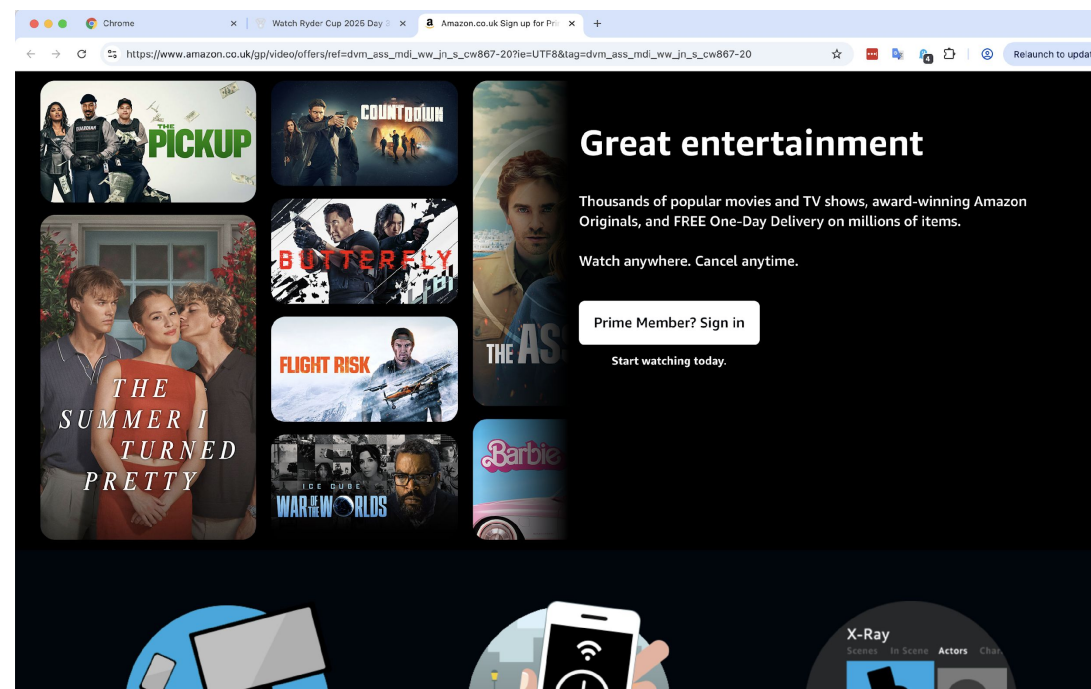 Chrome
Watch Ryder Cup 2025 Day
Amazon.co.uk Sign up for
https://www.amazon.co.uk/gp/video/offers/ref=dvm_ass_mdi_ww_jn_s_cw867-20?ie=UTF8&tag=dvm_ass_mdi_ww_jn_s_cw867-20
4
Relaunch to updat
THE
PICKUP
GUARDIAN
COUNTDOWN
BUTTERFLY
FLIGHT RISK
ICE CUBE
WAR OF THE WORLDS
THE
SUMMER I
TURNED
PRETTY
THE ASS
Barbie
Great entertainment
Thousands of popular movies and TV shows, award-winning Amazon
Originals, and FREE One-Day Delivery on millions of items.
Watch anywhere. Cancel anytime.
Prime Member? Sign in
Start watching today.
X-Ray
Scenes In Scene Actors Char